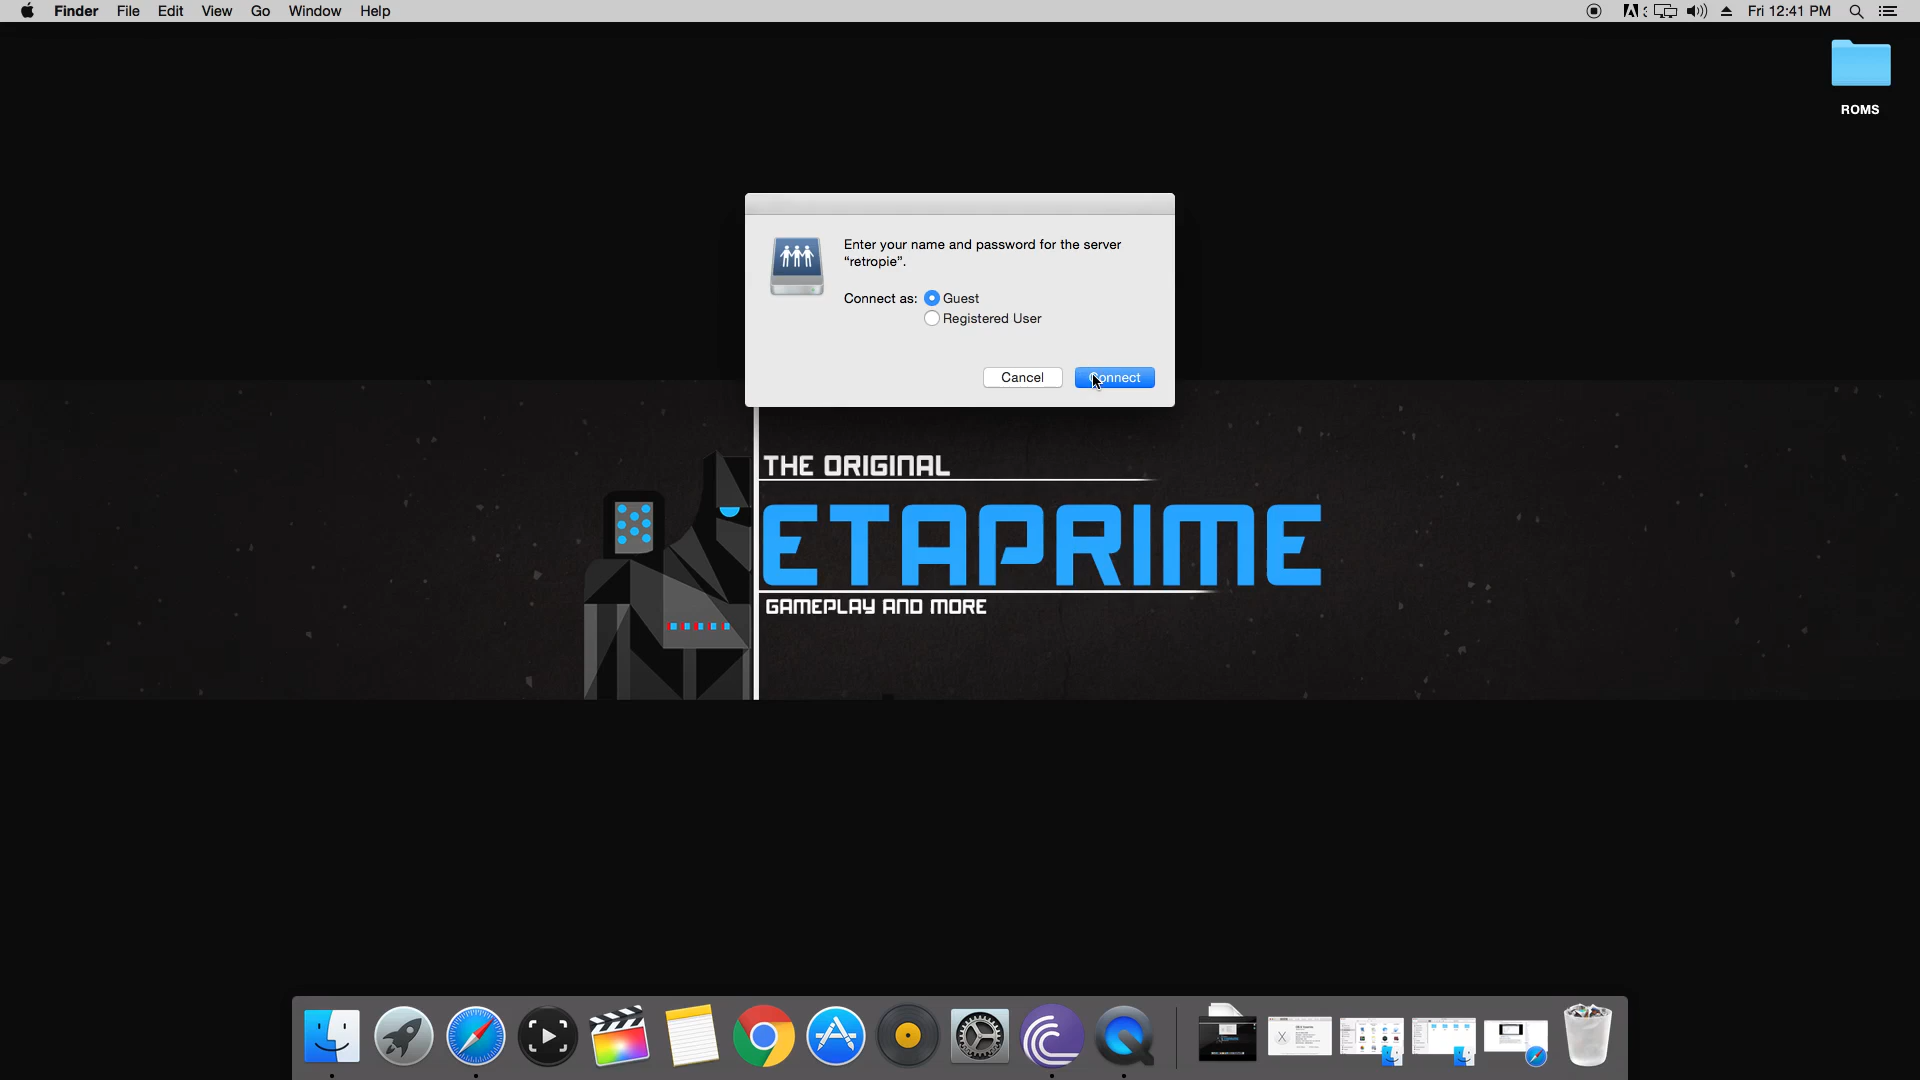 Finder File Edit View Go Window Help Fri 12:41 PM
ROMS
Enter your name and password for the server
“retropie”.
Connect as: Guest
Registered User
Cancel Connect
THE ORIGINAL
ETAPRIME
GAMEPLAY AND MORE